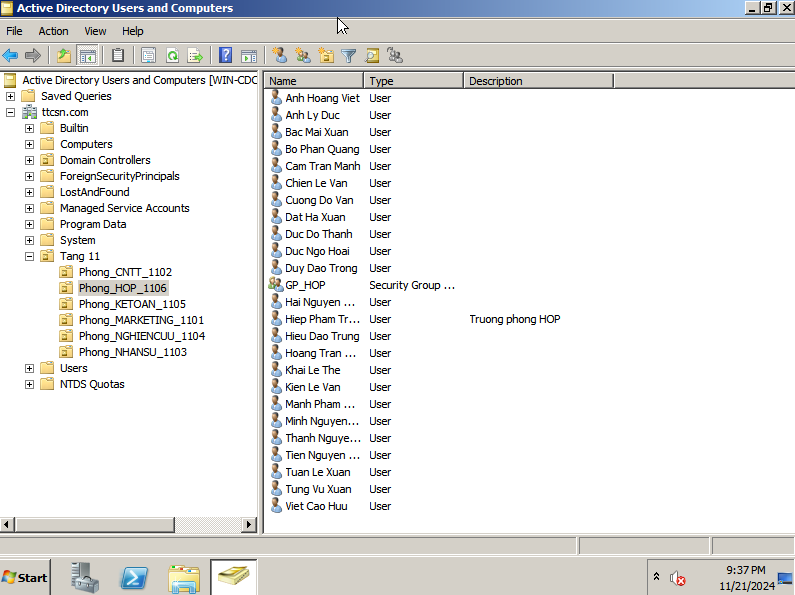 Active Directory Users and Computers
File Action View Help
Active Directory Users and Computers [WIN-CDC
Saved Queries
ttcsn.com
Builtin
Computers
Domain Controllers
ForeignSecurityPrincipals
LostAndFound
Managed Service Accounts
Program Data
System
Tang 11
Phong_CNTT_1102
Phong_HOP_1106
Phong_KETOAN_1105
Phong_MARKETING_1101
Phong_NGHIENCUU_1104
Phong_NHANSU_1103
Users
NTDS Quotas
Name Type Description
Anh Hoang Viet User
Anh Ly Duc User
Bac Mai Xuan User
Bo Phan Quang User
Cam Tran Manh User
Chien Le Van User
Cuong Do Van User
Dat Ha Xuan User
Duc Do Thanh User
Duc Ngo Hoai User
Duy Dao Trong User
GP_HOP Security Group ...
Hai Nguyen ... User
Hiep Pham Tr... User Truong phong HOP
Hieu Dao Trung User
Hoang Tran ... User
Khai Le The User
Kien Le Van User
Manh Pham ... User
Minh Nguyen... User
Thanh Nguye... User
Tien Nguyen ... User
Tuan Le Xuan User
Tung Vu Xuan User
Viet Cao Huu User
Start
9:37 PM
11/21/2024